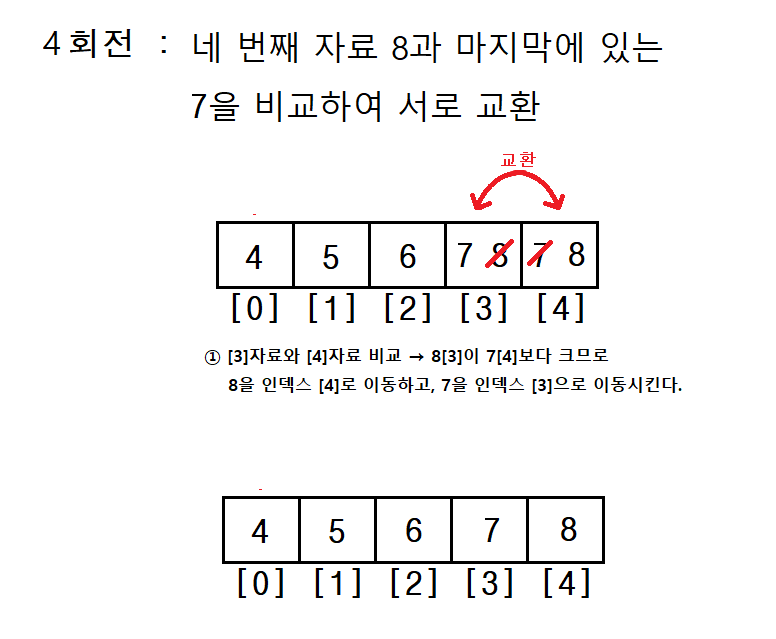 4회전 : 네 번째 자료 8과 마지막에 있는
7을 비교하여 서로 교환
교환
4 5 6 7 8 7 8
[0] [1] [2] [3] [4]
① [3]자료와 [4]자료 비교 → 8[3]이 7[4]보다 크므로
8을 인덱스 [4]로 이동하고, 7을 인덱스 [3]으로 이동시킨다.
4 5 6 7 8
[0] [1] [2] [3] [4]